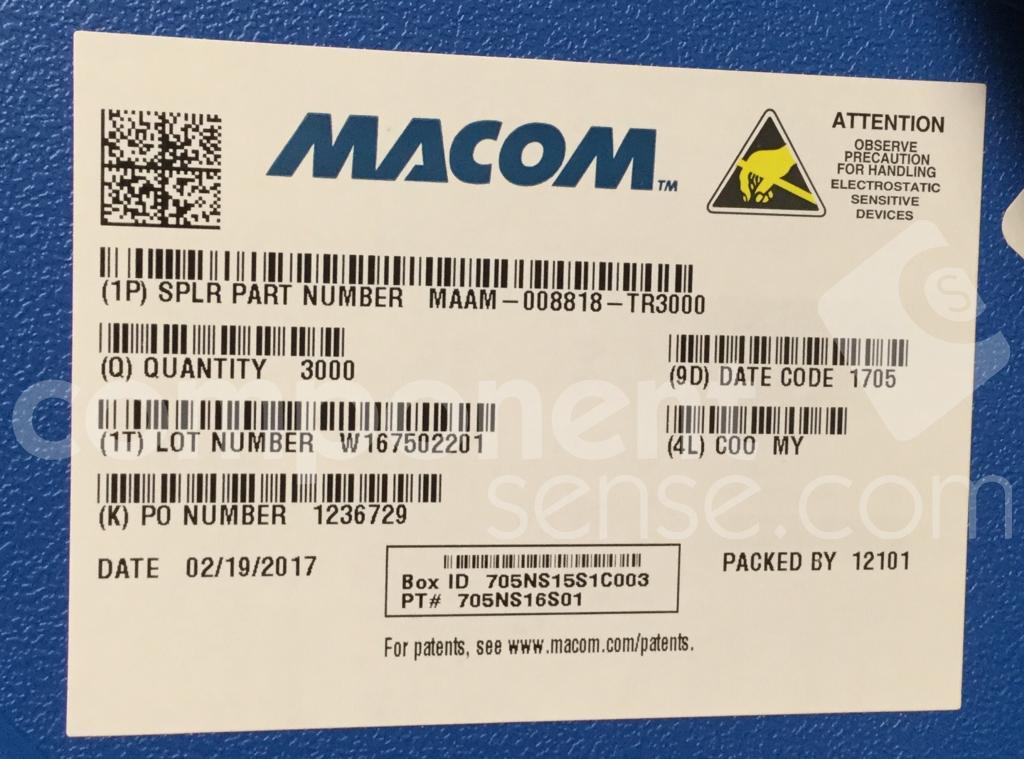 MACOM™
ATTENTION
OBSERVE
PRECAUTION
FOR HANDLING
ELECTROSTATIC
SENSITIVE
DEVICES
(1P) SPLR PART NUMBER MAAM-008818-TR3000
(Q) QUANTITY 3000
(9D) DATE CODE 1705
(1T) LOT NUMBER W167502201
(4L) COO MY
(K) PO NUMBER 1236729
DATE 02/19/2017
Box ID 705NS15S1C003
PT# 705NS16S01
PACKED BY 12101
For patents, see www.macom.com/patents.
component
sense.com
CS